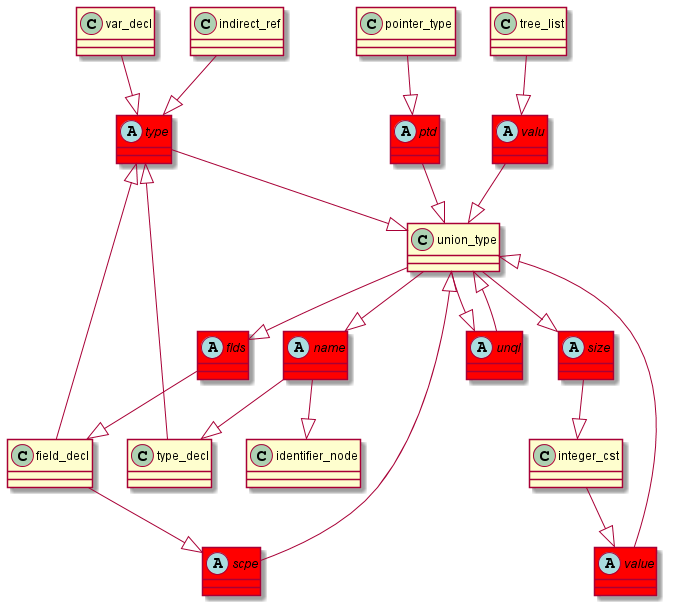 C var_decl
C indirect_ref
C pointer_type
C tree_list
A type
A ptd
A valu
C union_type
A flds
A name
A unql
A size
C field_decl
C type_decl
C identifier_node
C integer_cst
A scpe
A value